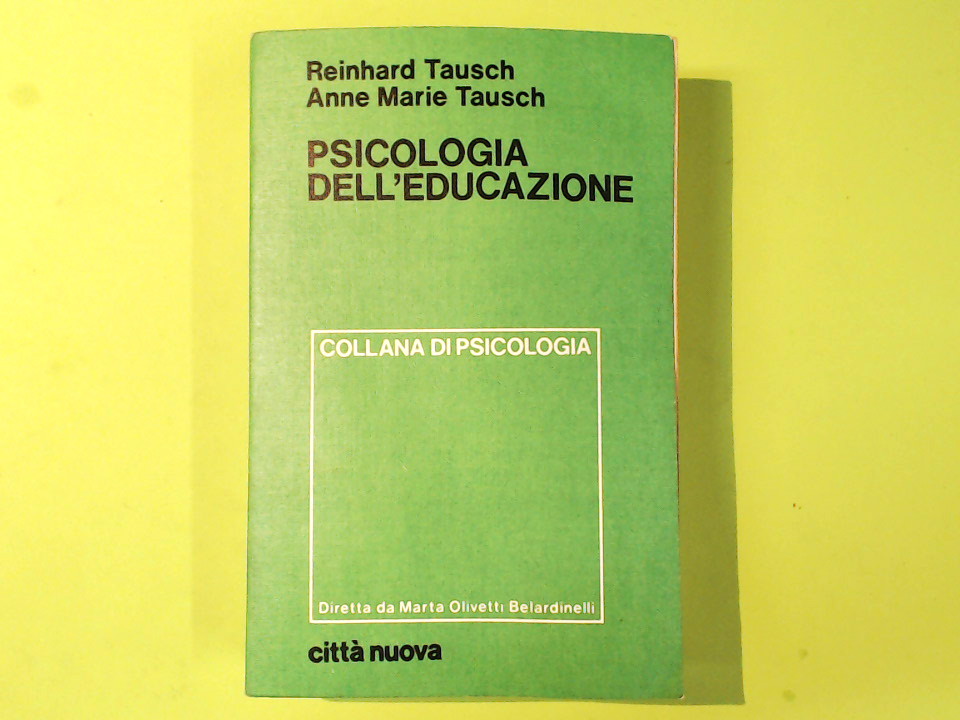 Reinhard Tausch
Anne Marie Tausch
PSICOLOGIA
DELL'EDUCAZIONE
COLLANA DI PSICOLOGIA
Diretta da Marta Olivetti Belardinelli
città nuova